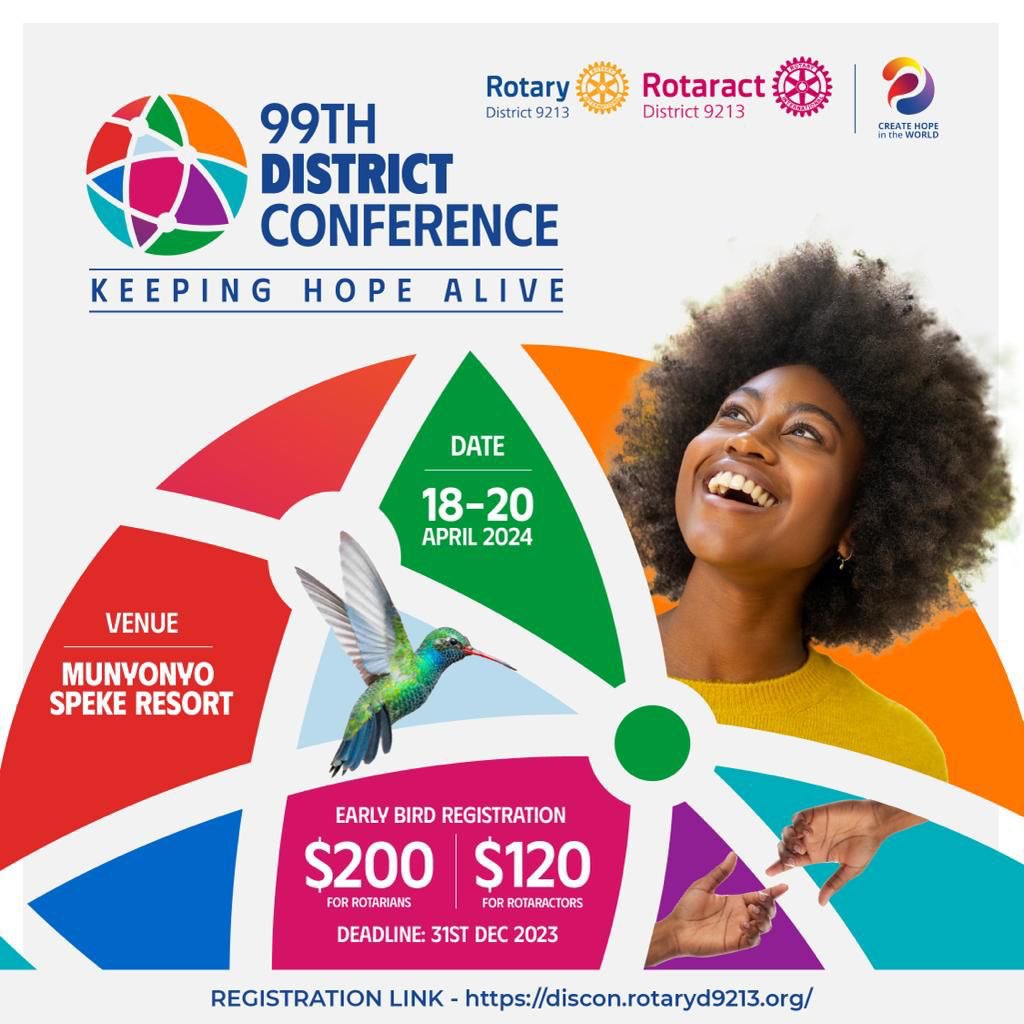 Rotary
District 9213
Rotaract
District 9213
CREATE HOPE
in the WORLD
99TH
DISTRICT
CONFERENCE
KEEPING HOPE ALIVE
DATE
18-20
APRIL 2024
VENUE
MUNYONYO
SPEKE RESORT
EARLY BIRD REGISTRATION
$200
FOR ROTARIANS
$120
FOR ROTARACTORS
DEADLINE: 31ST DEC 2023
REGISTRATION LINK - https://discon.rotaryd9213.org/